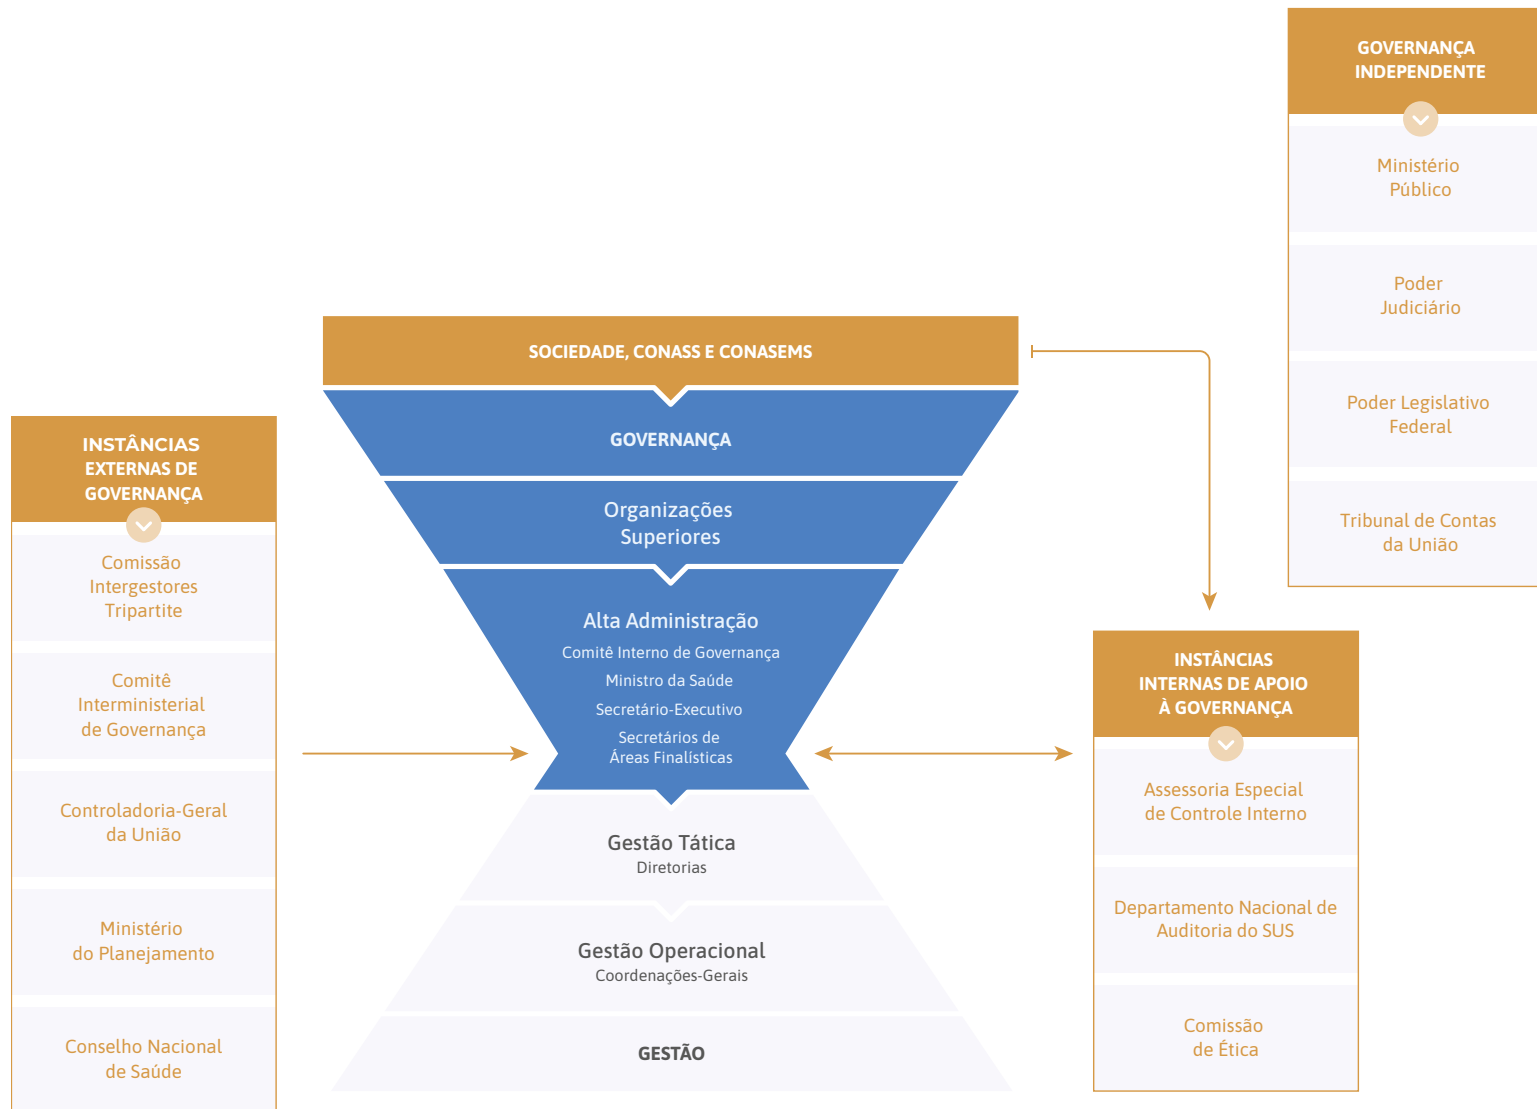 GOVERNANÇA
INDEPENDENTE
Ministério
Público
Poder
Judiciário
Poder Legislativo
Federal
Tribunal de Contas
da União
SOCIEDADE, CONASS E CONASEMS
GOVERNANÇA
Organizações
Superiores
Alta Administração
Comitê Interno de Governança
Ministro da Saúde
Secretário-Executivo
Secretários de
Áreas Finalísticas
Gestão Tática
Diretorias
Gestão Operacional
Coordenações-Gerais
GESTÃO
INSTÂNCIAS
EXTERNAS DE
GOVERNANÇA
Comissão
Intergestores
Tripartite
Comitê
Interministerial
de Governança
Controladoria-Geral
da União
Ministério
do Planejamento
Conselho Nacional
de Saúde
INSTÂNCIAS
INTERNAS DE APOIO
À GOVERNANÇA
Assessoria Especial
de Controle Interno
Departamento Nacional de
Auditoria do SUS
Comissão
de Ética